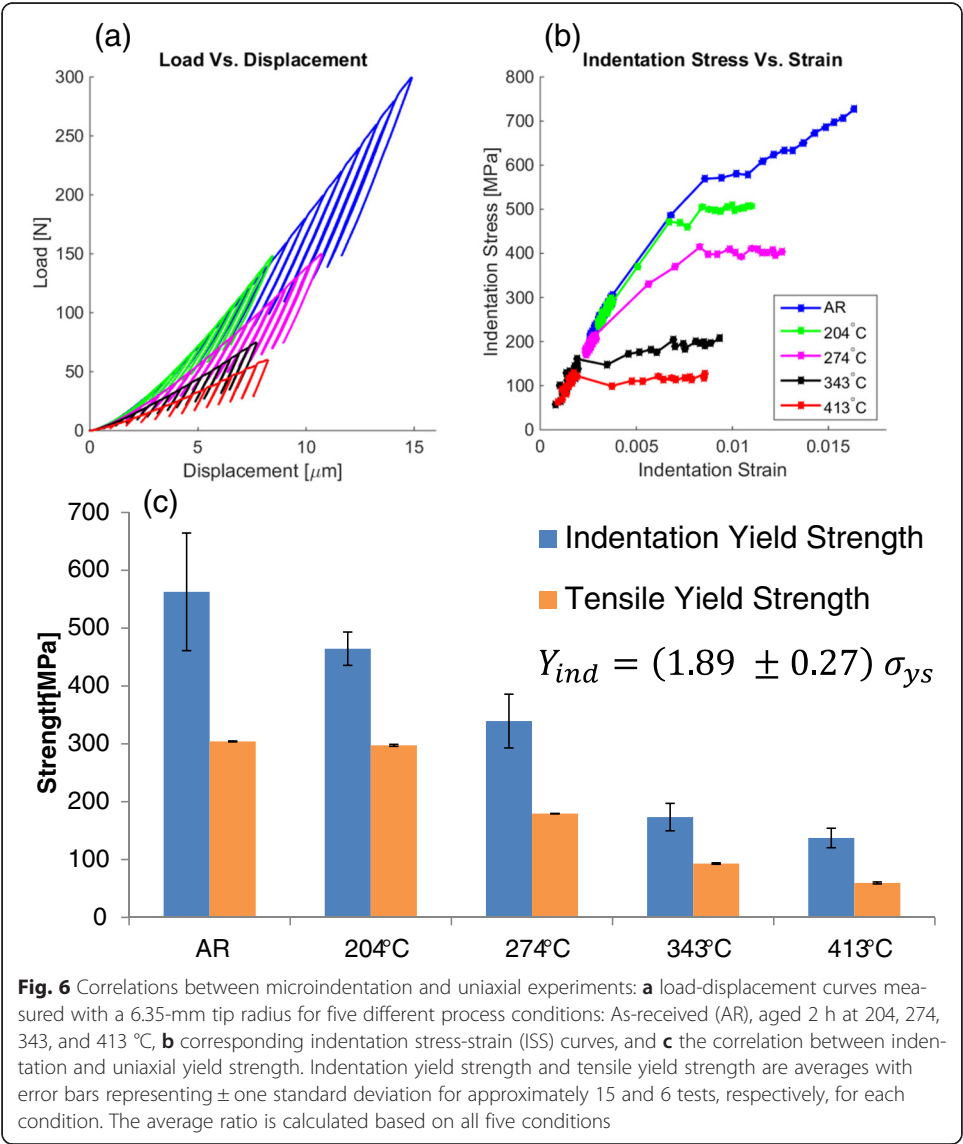 (a)
Load Vs. Displacement
300
250
200
150
100
50
0
0
5
10
15
Load [N]
Displacement [μm]
(b)
Indentation Stress Vs. Strain
800
700
600
500
400
300
200
100
0
0
0.005
0.01
0.015
Indentation Stress [MPa]
Indentation Strain
AR
204°C
274°C
343°C
413°C
(c)
700
600
500
400
300
200
100
0
Strength[MPa]
Indentation Yield Strength
Tensile Yield Strength
Y_ind = (1.89 ± 0.27) σ_ys
AR
204°C
274°C
343°C
413°C
Fig. 6 Correlations between microindentation and uniaxial experiments: a load-displacement curves mea-
sured with a 6.35-mm tip radius for five different process conditions: As-received (AR), aged 2 h at 204, 274,
343, and 413 °C, b corresponding indentation stress-strain (ISS) curves, and c the correlation between inden-
tation and uniaxial yield strength. Indentation yield strength and tensile yield strength are averages with
error bars representing ± one standard deviation for approximately 15 and 6 tests, respectively, for each
condition. The average ratio is calculated based on all five conditions